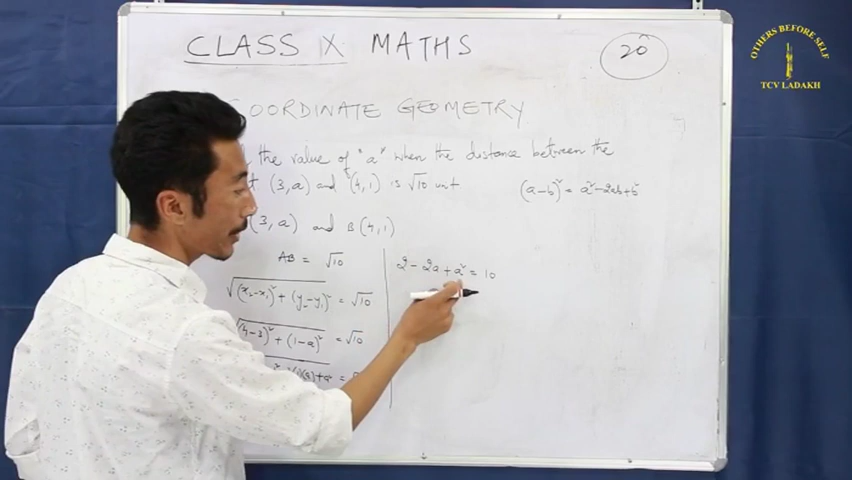 CLASS X MATHS
20
OTHERS BEFORE SELF
TCV LADAKH
COORDINATE GEOMETRY
the value of "a" when the distance between the
(3, a) and (4, 1) is √10 unit
(a-b)² = a² - 2ab + b²
(3, a) and B(4, 1)
AB = √10
√(x₂-x₁)² + (y₂-y₁)² = √10
√(4-3)² + (1-a)² = √10
2 - 2a + a² = 10